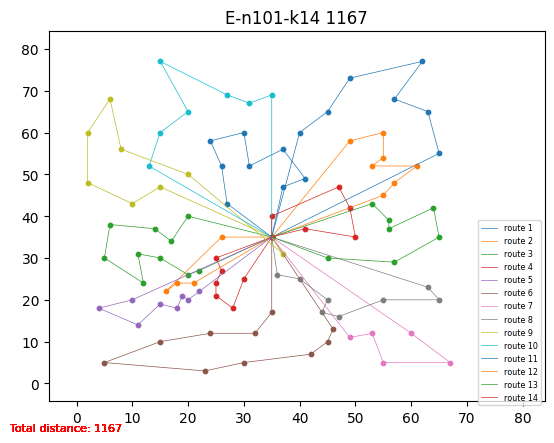 E-n101-k14 1167
80
70
60
50
40
30
20
10
0
0 10 20 30 40 50 60 70 80
route 1
route 2
route 3
route 4
route 5
route 6
route 7
route 8
route 9
route 10
route 11
route 12
route 13
route 14
Total distance: 1167